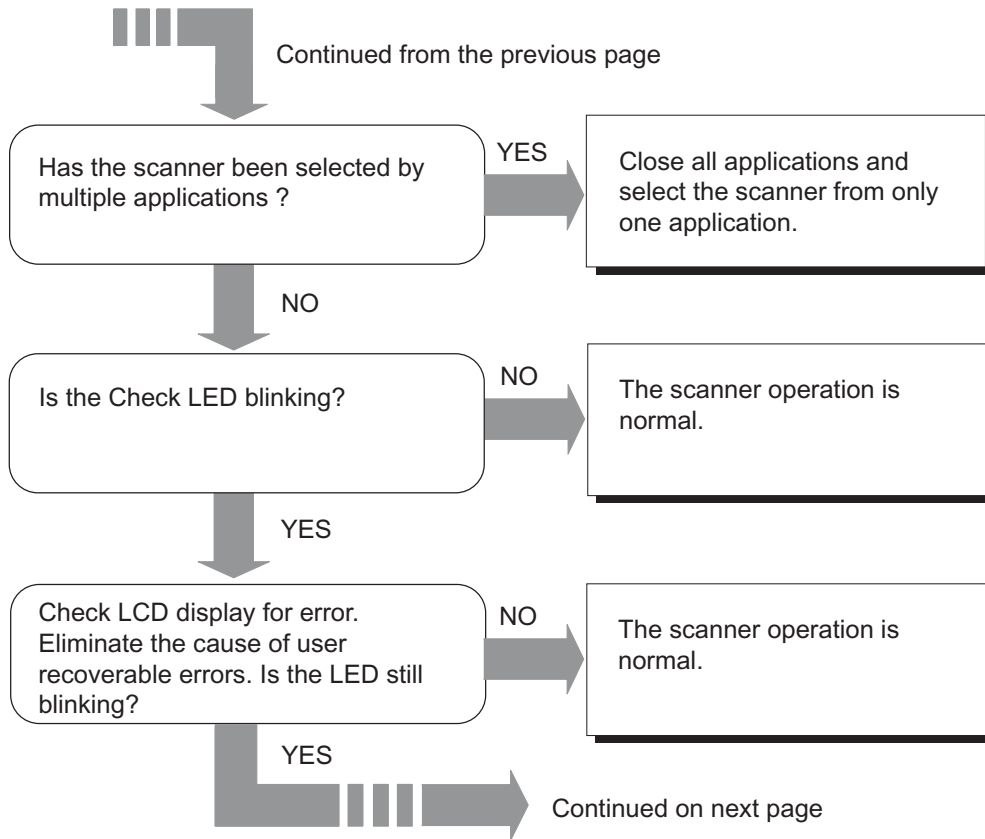 Continued from the previous page
Has the scanner been selected by
multiple applications ?
YES
Close all applications and
select the scanner from only
one application.
NO
Is the Check LED blinking?
NO
The scanner operation is
normal.
YES
Check LCD display for error.
Eliminate the cause of user
recoverable errors. Is the LED still
blinking?
NO
The scanner operation is
normal.
YES
Continued on next page